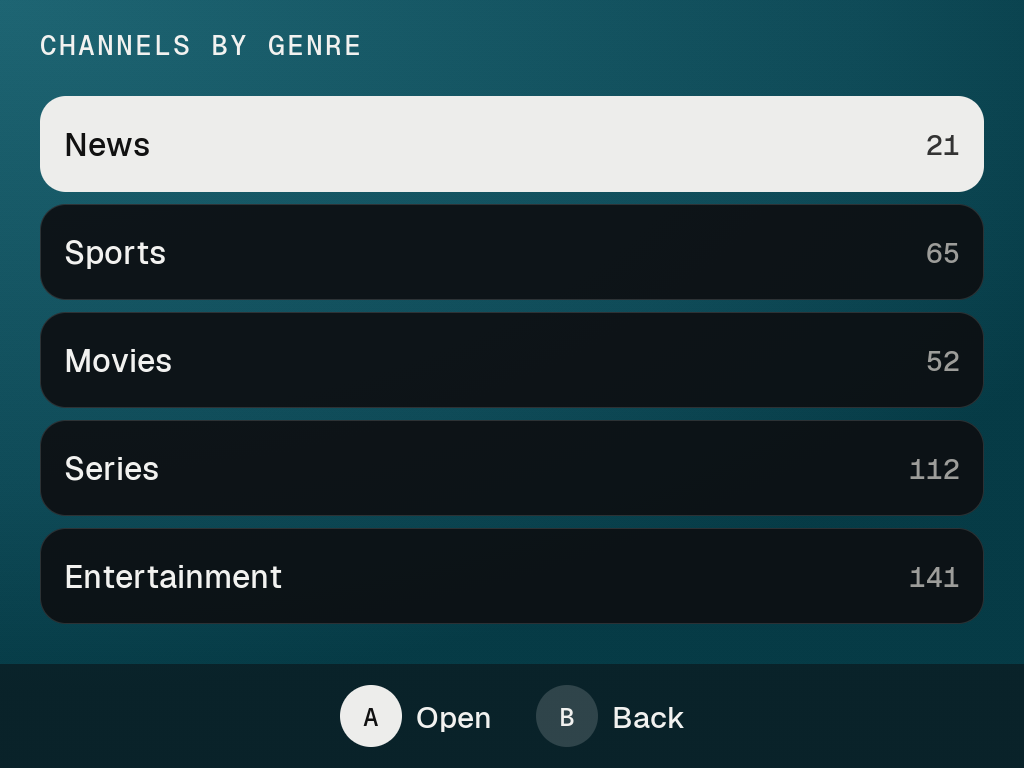 CHANNELS BY GENRE
News 21
Sports 65
Movies 52
Series 112
Entertainment 141
A Open B Back